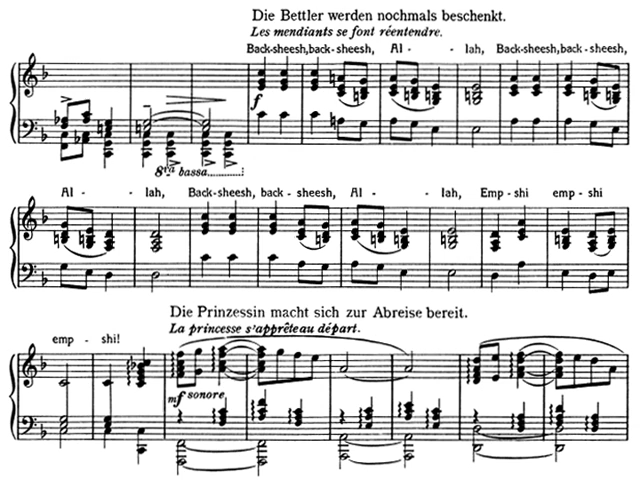 Die Bettler werden nochmals beschenkt.
Les mendiants se font réentendre.
Back-sheesh, back-sheesh, Al - lah, Back-sheesh, back-sheesh,
f
8va bassa
Al - lah, Back-sheesh, back-sheesh, Al - lah, Emp-shi emp-shi
Die Prinzessin macht sich zur Abreise bereit.
La princesse s'apprête au départ.
emp - shi!
mf sonore